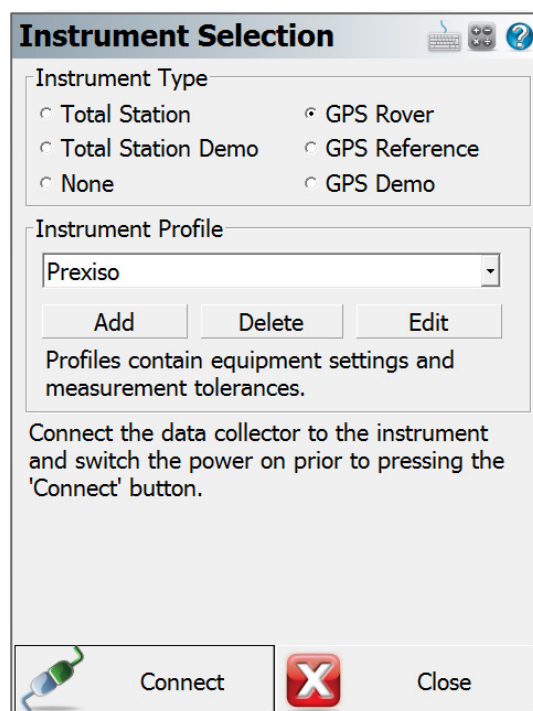 Instrument Selection
Instrument Type
Total Station
GPS Rover
Total Station Demo
GPS Reference
None
GPS Demo
Instrument Profile
Prexiso
Add
Delete
Edit
Profiles contain equipment settings and
measurement tolerances.
Connect the data collector to the instrument
and switch the power on prior to pressing the
'Connect' button.
Connect
Close